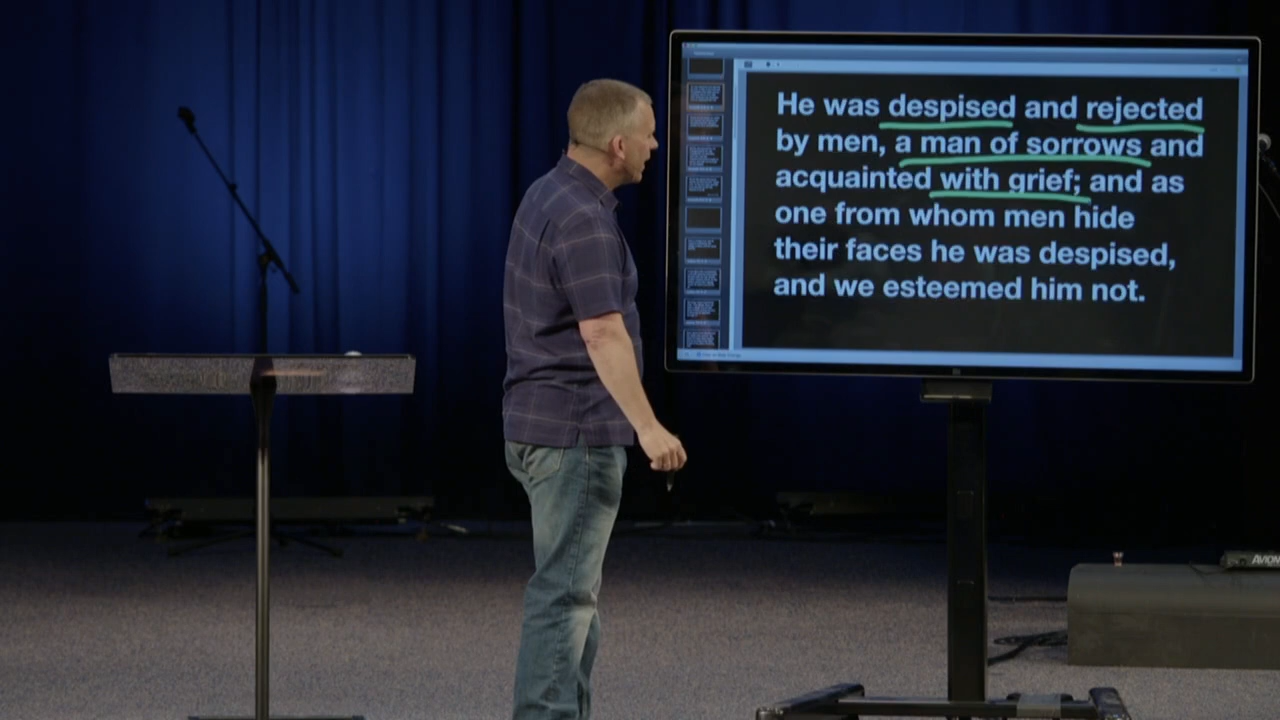 He was despised and rejected
by men, a man of sorrows and
acquainted with grief; and as
one from whom men hide
their faces he was despised,
and we esteemed him not.